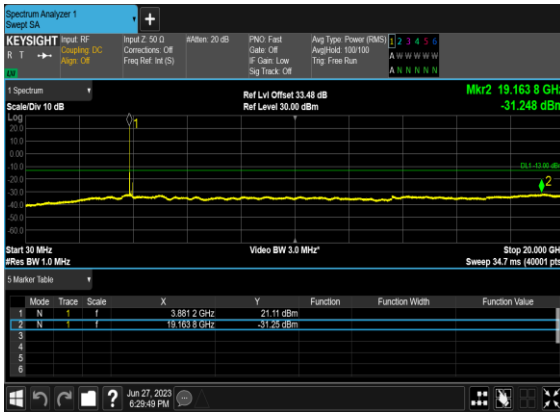 Spectrum Analyzer 1
Swept SA
+
KEYSIGHT
R T
Input: RF
Coupling: DC
Align: Off
Input Z: 50 Ω
Corrections: Off
Freq Ref: Int (S)
#Atten: 20 dB
PNO: Fast
Gate: Off
IF Gain: Low
Sig Track: Off
Avg Type: Power (RMS)
Avg|Hold: 100/100
Trig: Free Run
1 2 3 4 5 6
A W W W W W
A N N N N N
1 Spectrum
Scale/Div 10 dB
Ref Lvl Offset 33.48 dB
Ref Level 30.00 dBm
Mkr2 19.163 8 GHz
-31.248 dBm
Log
20.0
10.0
0.00
-10.0
-20.0
-30.0
-40.0
-50.0
-60.0
1
DL1 -13.00 dBm
2
Start 30 MHz
#Res BW 1.0 MHz
Video BW 3.0 MHz*
Stop 20.000 GHz
Sweep 34.7 ms (40001 pts)
5 Marker Table
Mode Trace Scale X Y Function Function Width Function Value
1 N 1 f 3.881 2 GHz 21.11 dBm
2 N 1 f 19.163 8 GHz -31.25 dBm
3
4
5
6
?
Jun 27, 2023
6:29:49 PM